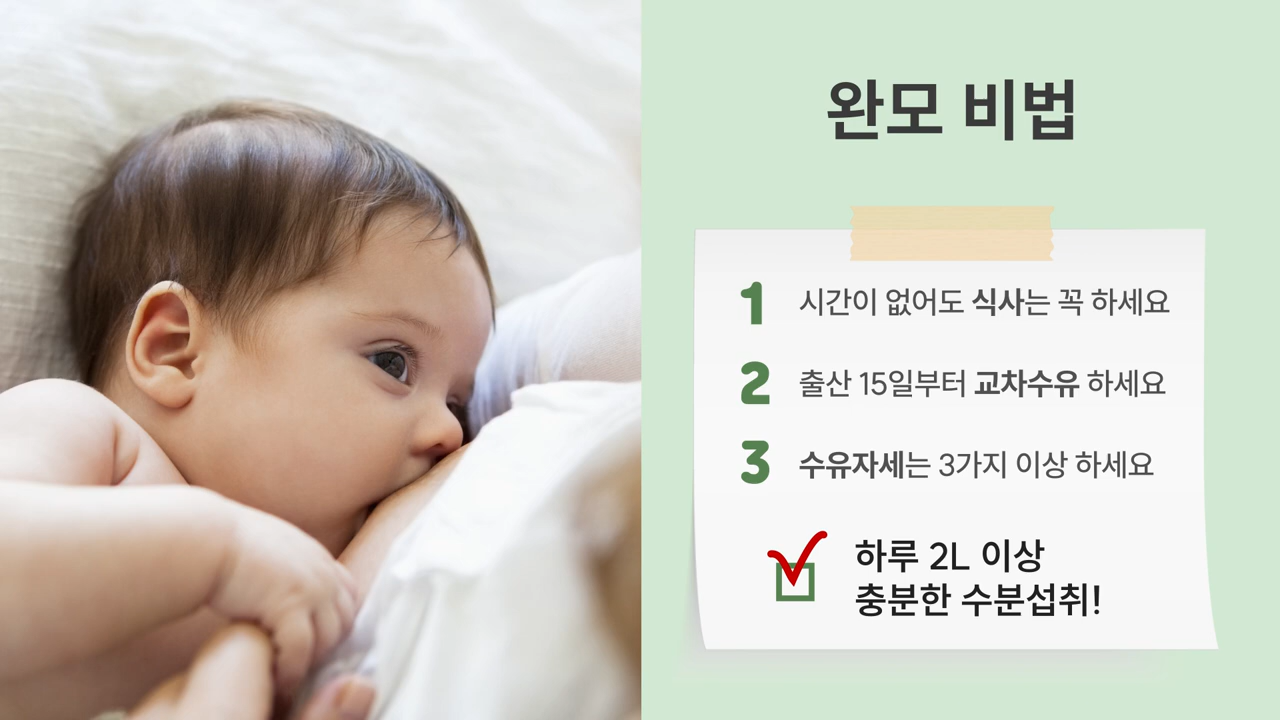 완모 비법
1 시간이 없어도 식사는 꼭 하세요
2 출산 15일부터 교차수유 하세요
3 수유자세는 3가지 이상 하세요
하루 2L 이상
충분한 수분섭취!